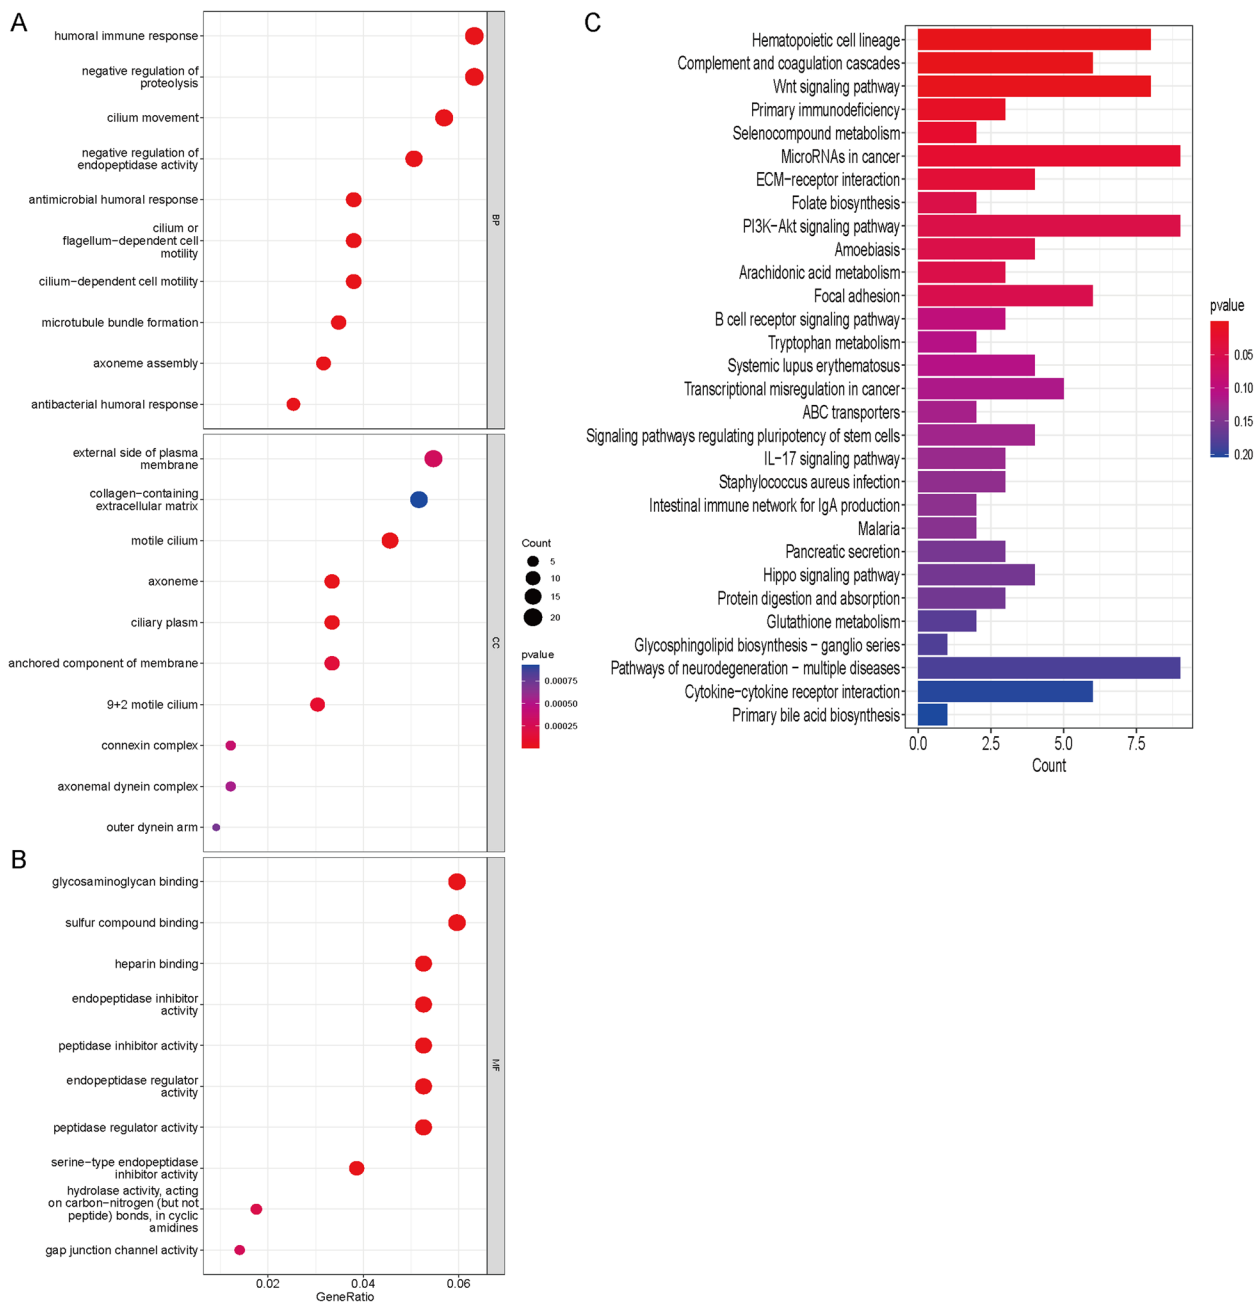 A
humoral immune response
negative regulation of
proteolysis
cilium movement
negative regulation of
endopeptidase activity
antimicrobial humoral response
cilium or
flagellum−dependent cell
motility
cilium−dependent cell motility
microtubule bundle formation
axoneme assembly
antibacterial humoral response
BP
external side of plasma
membrane
collagen−containing
extracellular matrix
motile cilium
axoneme
ciliary plasm
anchored component of membrane
9+2 motile cilium
connexin complex
axonemal dynein complex
outer dynein arm
CC
B
glycosaminoglycan binding
sulfur compound binding
heparin binding
endopeptidase inhibitor
activity
peptidase inhibitor activity
endopeptidase regulator
activity
peptidase regulator activity
serine−type endopeptidase
inhibitor activity
hydrolase activity, acting
on carbon−nitrogen (but not
peptide) bonds, in cyclic
amidines
gap junction channel activity
MF
0.02
0.04
0.06
GeneRatio
Count
5
10
15
20
pvalue
0.00075
0.00050
0.00025
C
Hematopoietic cell lineage
Complement and coagulation cascades
Wnt signaling pathway
Primary immunodeficiency
Selenocompound metabolism
MicroRNAs in cancer
ECM−receptor interaction
Folate biosynthesis
PI3K−Akt signaling pathway
Amoebiasis
Arachidonic acid metabolism
Focal adhesion
B cell receptor signaling pathway
Tryptophan metabolism
Systemic lupus erythematosus
Transcriptional misregulation in cancer
ABC transporters
Signaling pathways regulating pluripotency of stem cells
IL−17 signaling pathway
Staphylococcus aureus infection
Intestinal immune network for IgA production
Malaria
Pancreatic secretion
Hippo signaling pathway
Protein digestion and absorption
Glutathione metabolism
Glycosphingolipid biosynthesis − ganglio series
Pathways of neurodegeneration − multiple diseases
Cytokine−cytokine receptor interaction
Primary bile acid biosynthesis
0.0
2.5
5.0
7.5
Count
pvalue
0.05
0.10
0.15
0.20